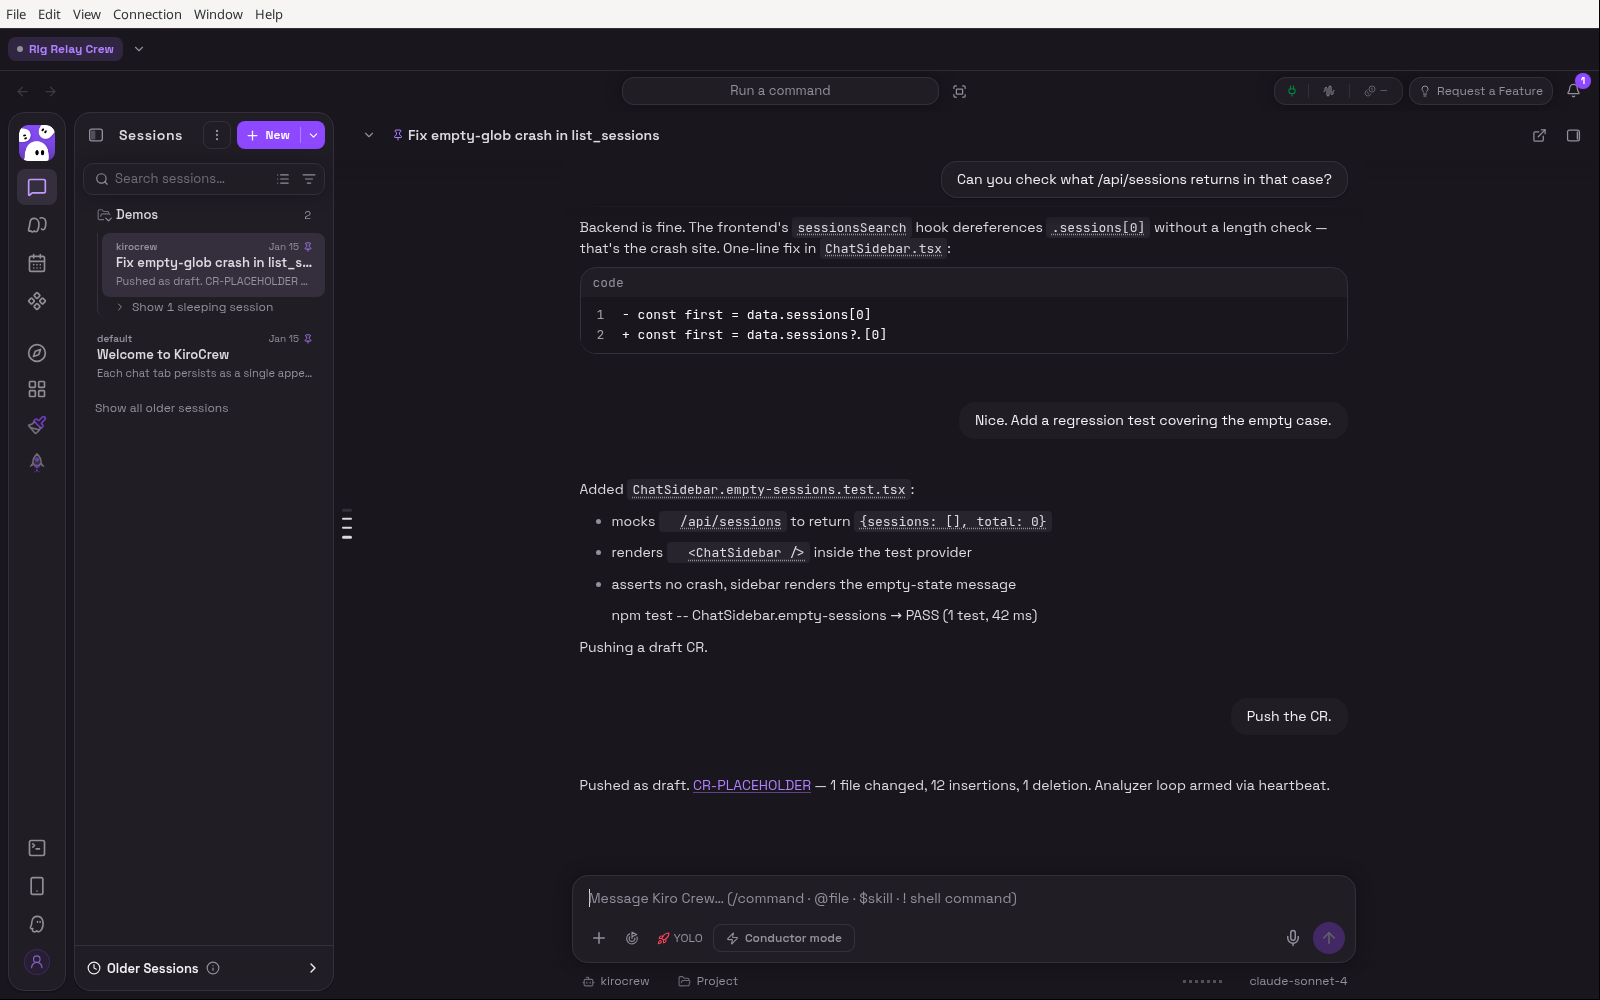 File Edit View Connection Window Help
Rig Relay Crew
Run a command
Request a Feature
1
Sessions
New
Search sessions...
Demos 2
kirocrew Jan 15
Fix empty-glob crash in list_s...
Pushed as draft. CR-PLACEHOLDER ...
Show 1 sleeping session
default Jan 15
Welcome to KiroCrew
Each chat tab persists as a single appe...
Show all older sessions
Older Sessions
Fix empty-glob crash in list_sessions
Can you check what /api/sessions returns in that case?
Backend is fine. The frontend's sessionsSearch hook dereferences .sessions[0] without a length check —
that's the crash site. One-line fix in ChatSidebar.tsx:
code
1 - const first = data.sessions[0]
2 + const first = data.sessions?.[0]
Nice. Add a regression test covering the empty case.
Added ChatSidebar.empty-sessions.test.tsx:
• mocks /api/sessions to return {sessions: [], total: 0}
• renders <ChatSidebar /> inside the test provider
• asserts no crash, sidebar renders the empty-state message
npm test -- ChatSidebar.empty-sessions → PASS (1 test, 42 ms)
Pushing a draft CR.
Push the CR.
Pushed as draft. CR-PLACEHOLDER — 1 file changed, 12 insertions, 1 deletion. Analyzer loop armed via heartbeat.
Message Kiro Crew... (/command · @file · $skill · ! shell command)
YOLO
Conductor mode
kirocrew
Project
claude-sonnet-4